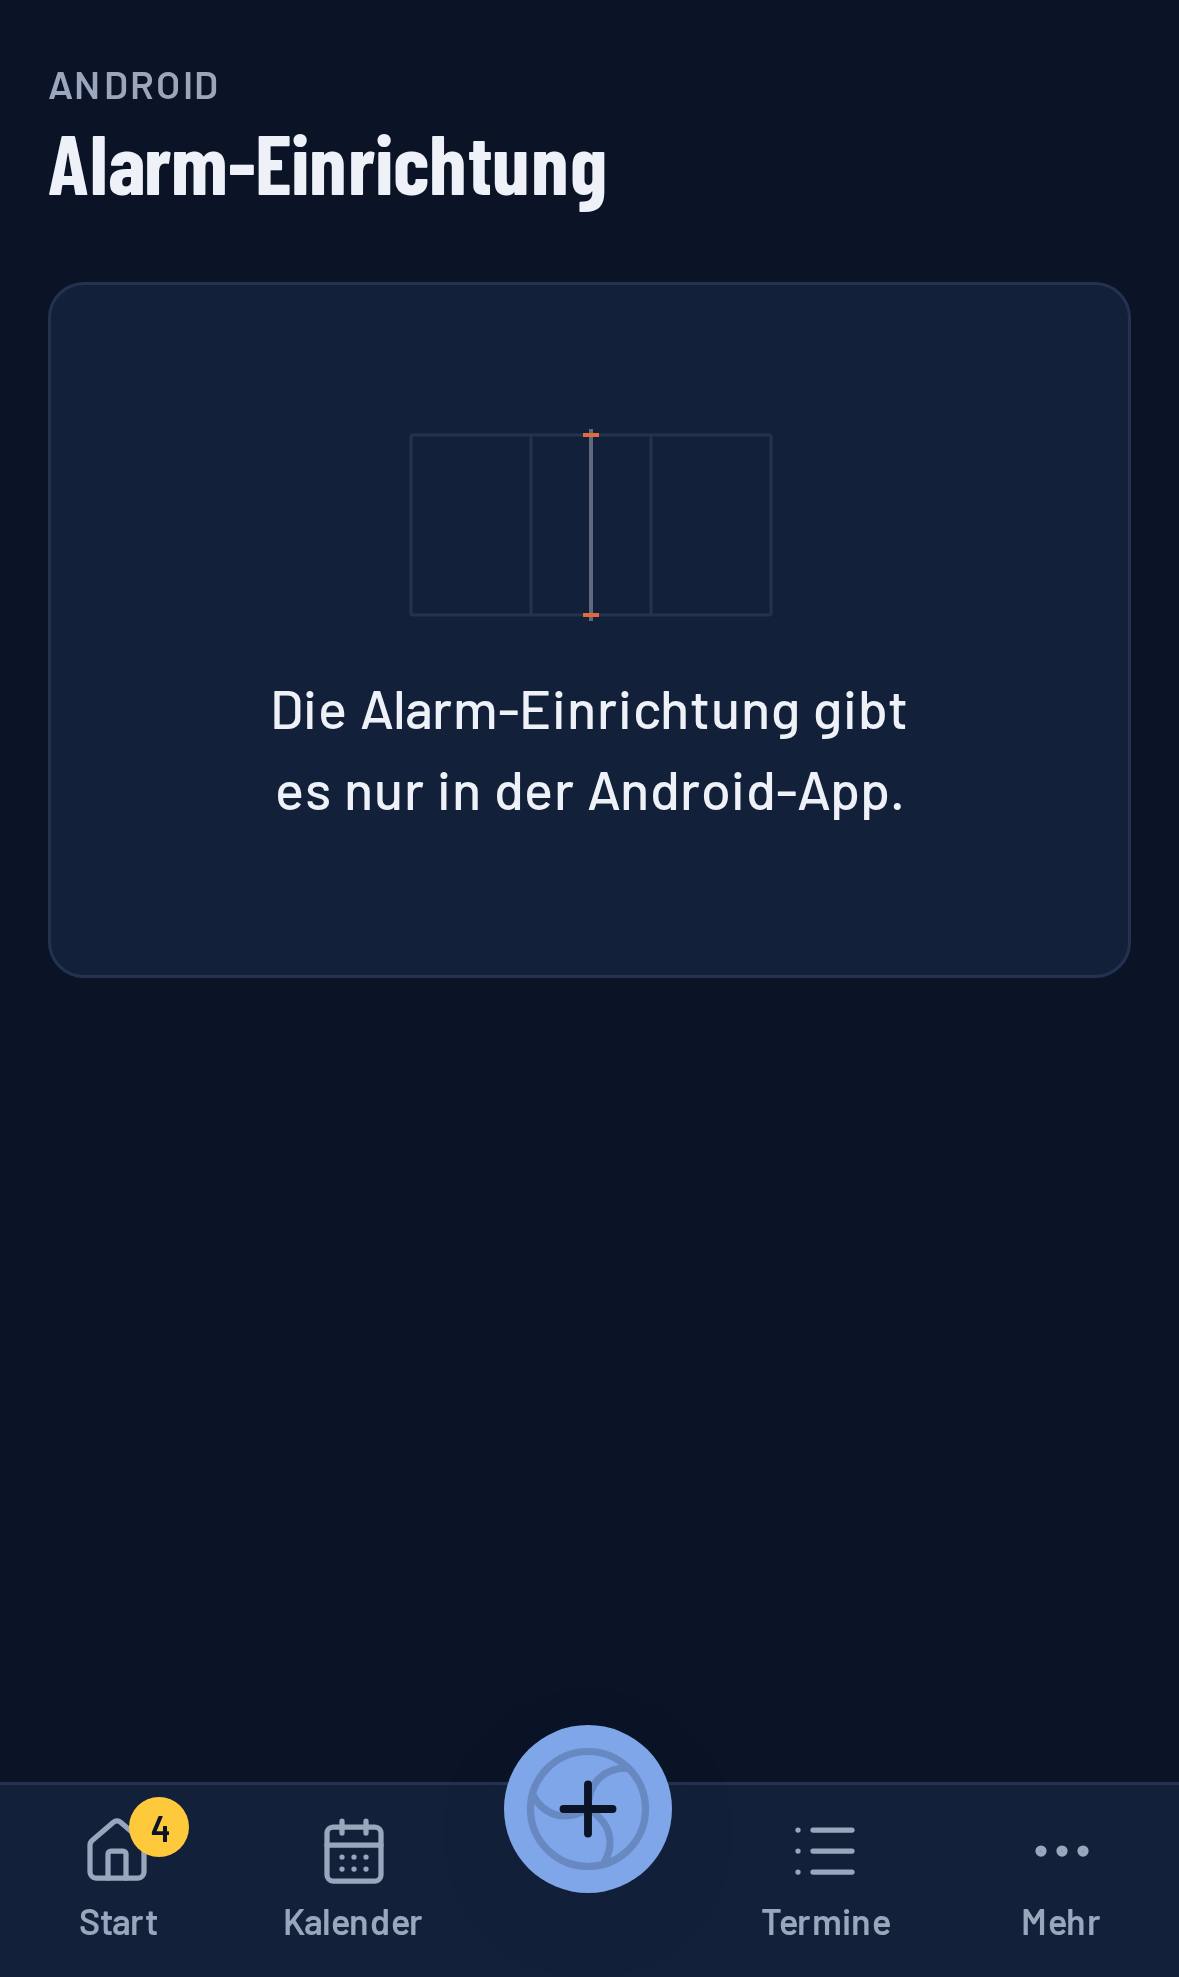 ANDROID
Alarm-Einrichtung
Die Alarm-Einrichtung gibt
es nur in der Android-App.
4
Start
Kalender
Termine
Mehr